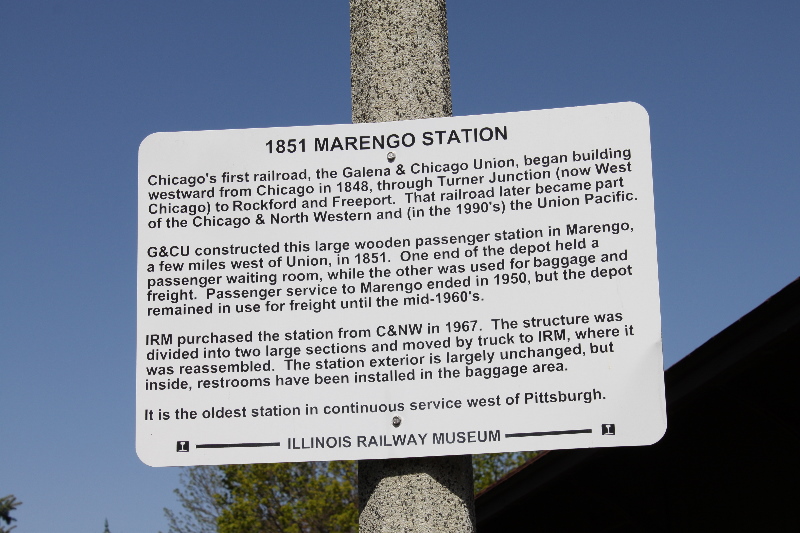 1851 MARENGO STATION
Chicago's first railroad, the Galena & Chicago Union, began building
westward from Chicago in 1848, through Turner Junction (now West
Chicago) to Rockford and Freeport. That railroad later became part
of the Chicago & North Western and (in the 1990's) the Union Pacific.
G&CU constructed this large wooden passenger station in Marengo,
a few miles west of Union, in 1851. One end of the depot held a
passenger waiting room, while the other was used for baggage and
freight. Passenger service to Marengo ended in 1950, but the depot
remained in use for freight until the mid-1960's.
IRM purchased the station from C&NW in 1967. The structure was
divided into two large sections and moved by truck to IRM, where it
was reassembled. The station exterior is largely unchanged, but
inside, restrooms have been installed in the baggage area.
It is the oldest station in continuous service west of Pittsburgh.
ILLINOIS RAILWAY MUSEUM